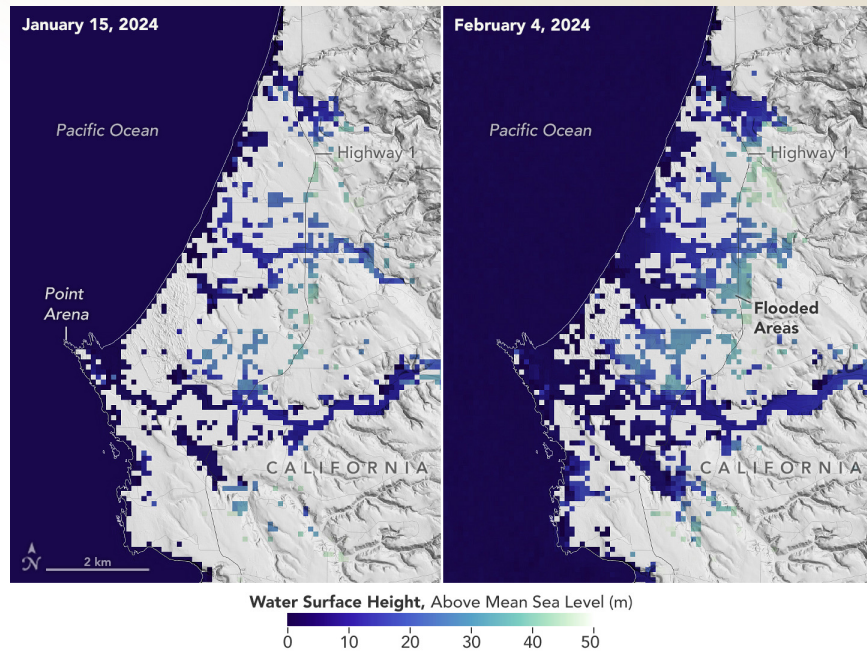 January 15, 2024
Pacific Ocean
Highway 1
Point
Arena
CALIFORNIA
N
2 km
February 4, 2024
Pacific Ocean
Highway 1
Flooded
Areas
CALIFORNIA
Water Surface Height, Above Mean Sea Level (m)
0 10 20 30 40 50